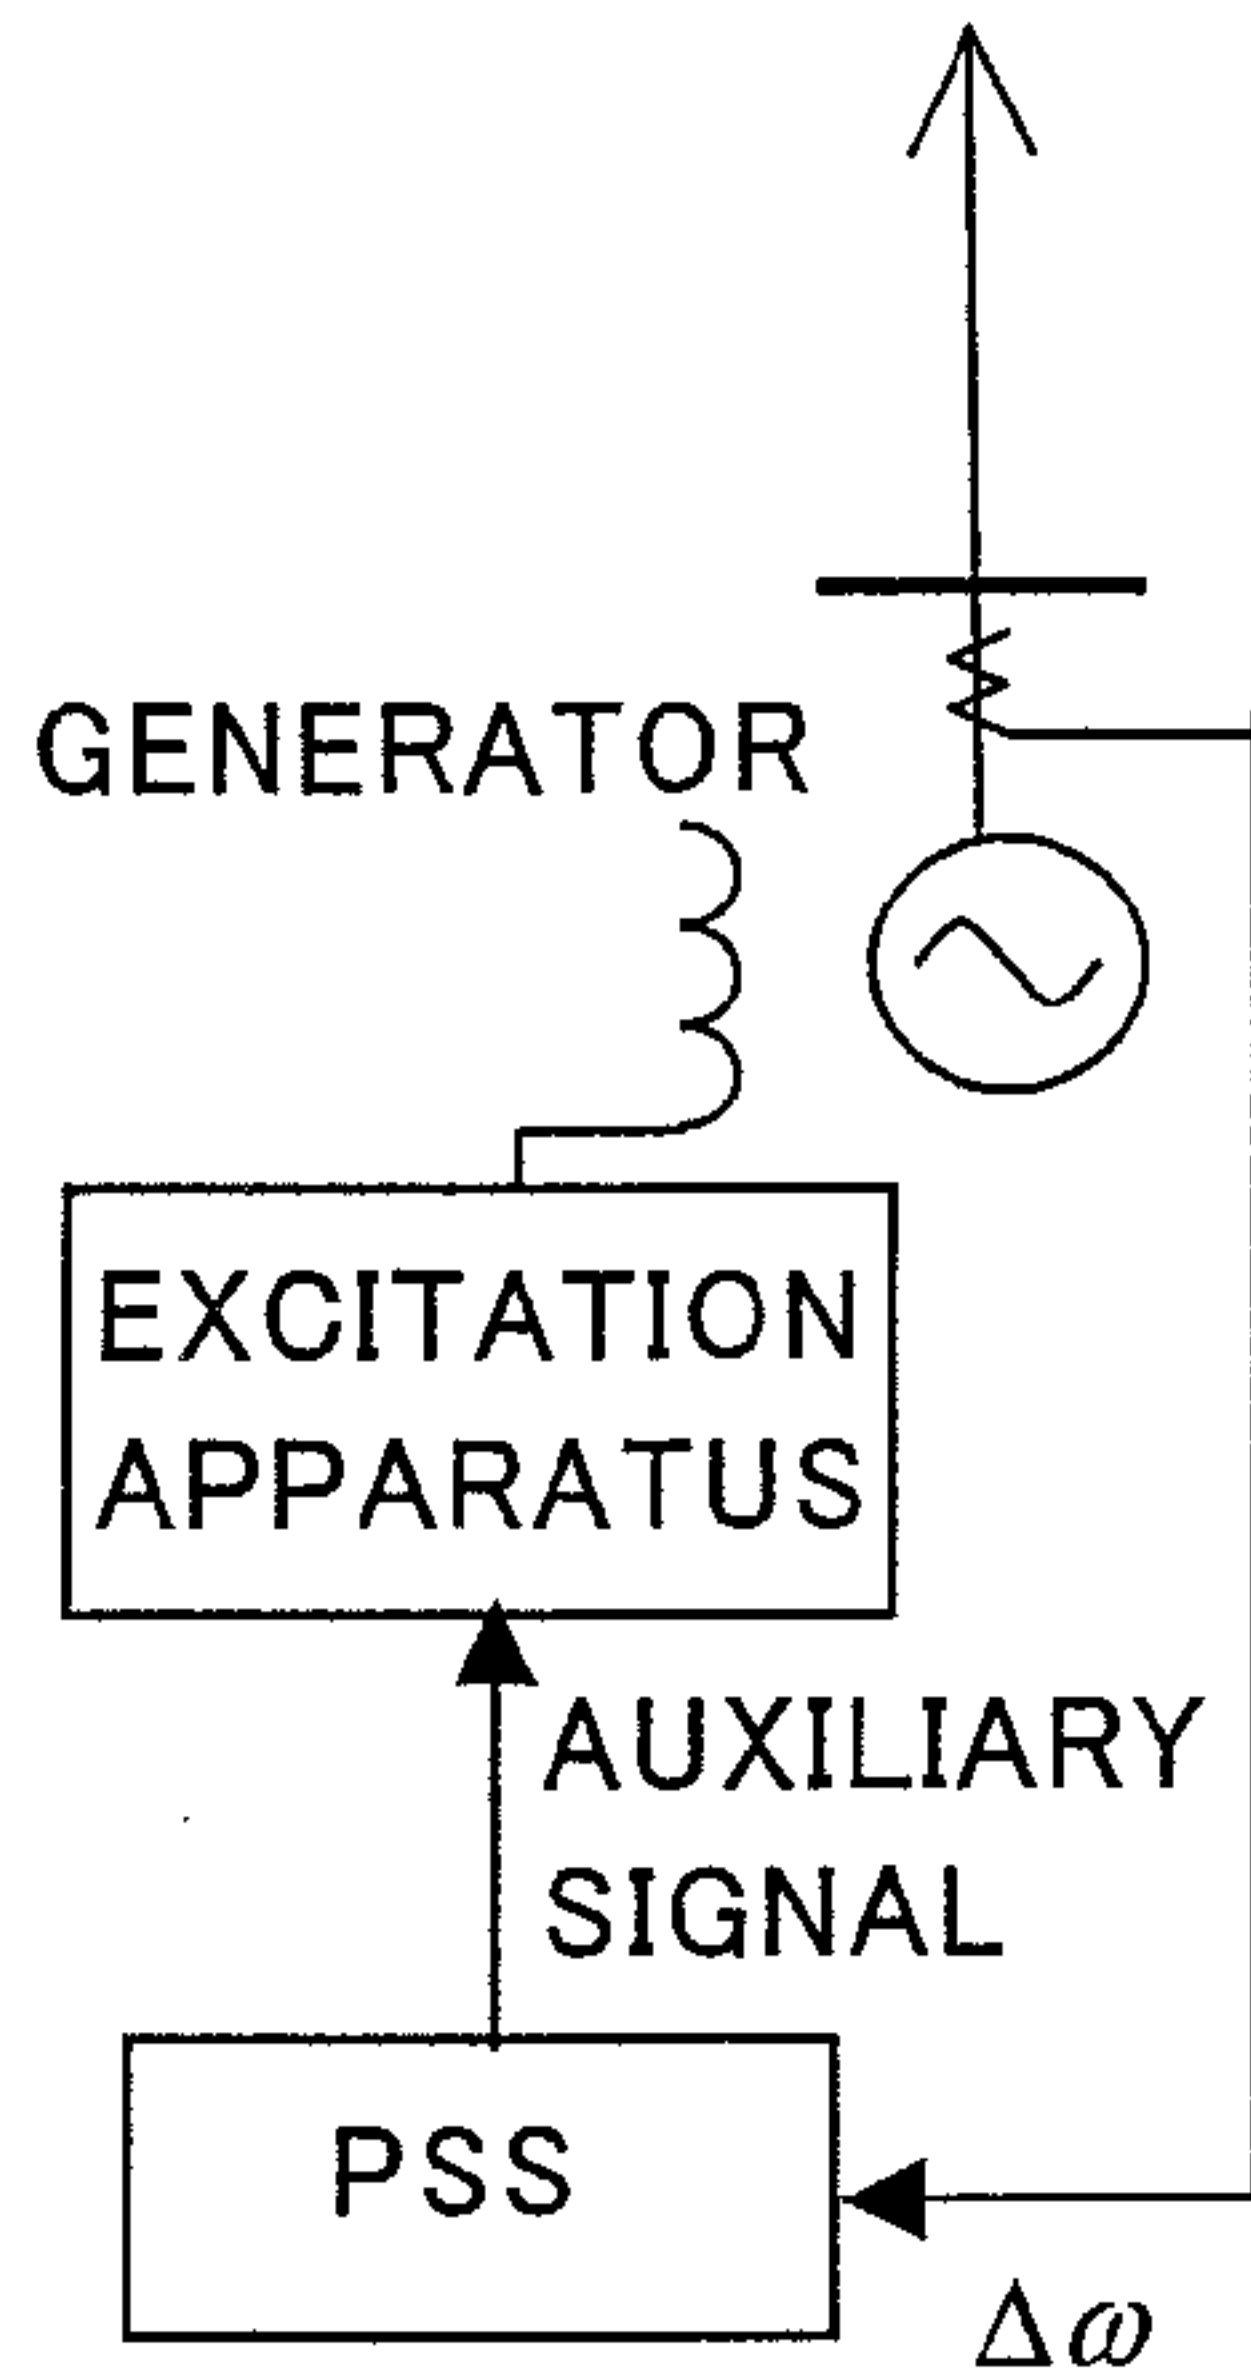 GENERATOR
EXCITATION
APPARATUS
AUXILIARY
SIGNAL
PSS
Δω